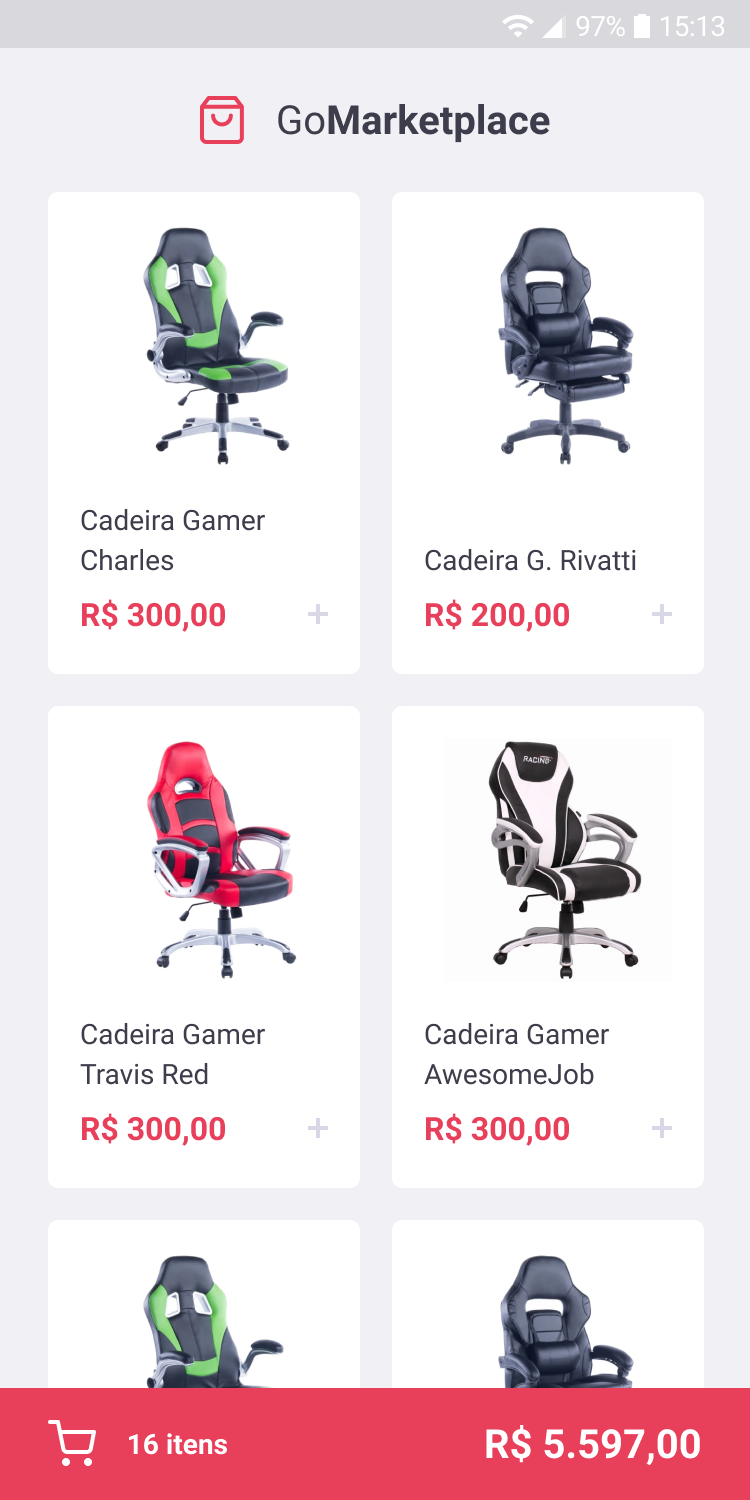 97% 15:13
GoMarketplace
RACING
Cadeira Gamer
Charles
R$ 300,00 +
Cadeira G. Rivatti
R$ 200,00 +
Cadeira Gamer
Travis Red
R$ 300,00 +
Cadeira Gamer
AwesomeJob
R$ 300,00 +
16 itens
R$ 5.597,00